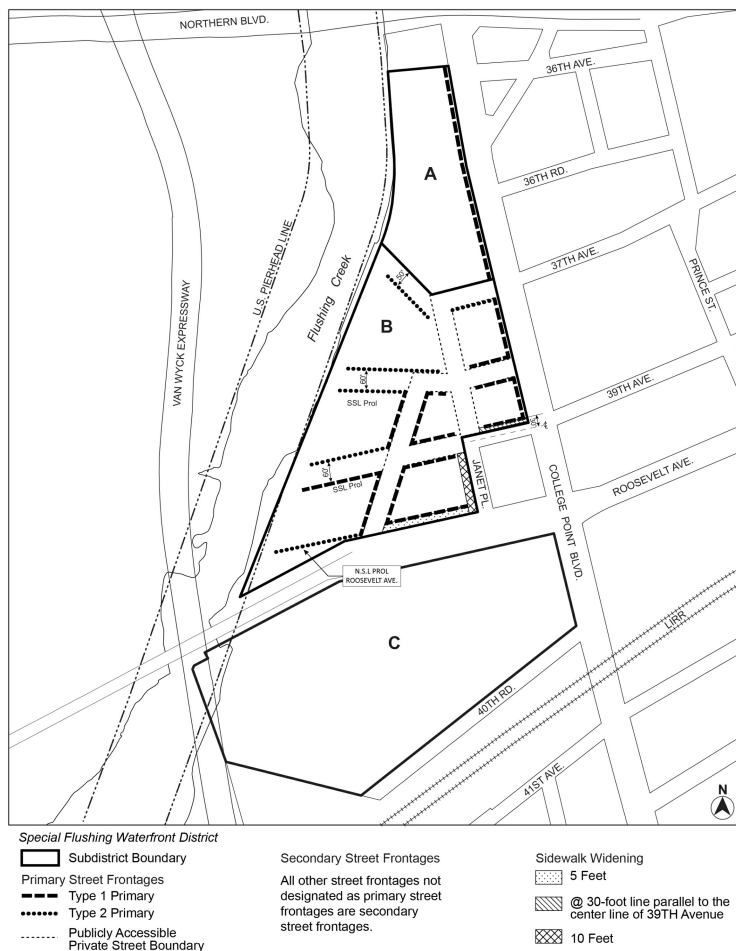 NORTHERN BLVD.
36TH AVE.
A
36TH RD.
U.S. PIERHEAD LINE
Flushing Creek
37TH AVE.
PRINCE ST.
50'
B
VAN WYCK EXPRESSWAY
60'
SSL Prol
39TH AVE.
60'
SSL Prol
JANET PL.
COLLEGE POINT BLVD.
ROOSEVELT AVE.
N.S.L PROL
ROOSEVELT AVE.
C
LIRR
40TH RD.
41ST AVE.
N
Special Flushing Waterfront District
Subdistrict Boundary
Primary Street Frontages
Type 1 Primary
Type 2 Primary
Publicly Accessible
Private Street Boundary
Secondary Street Frontages
All other street frontages not
designated as primary street
frontages are secondary
street frontages.
Sidewalk Widening
5 Feet
@ 30-foot line parallel to the
center line of 39TH Avenue
10 Feet